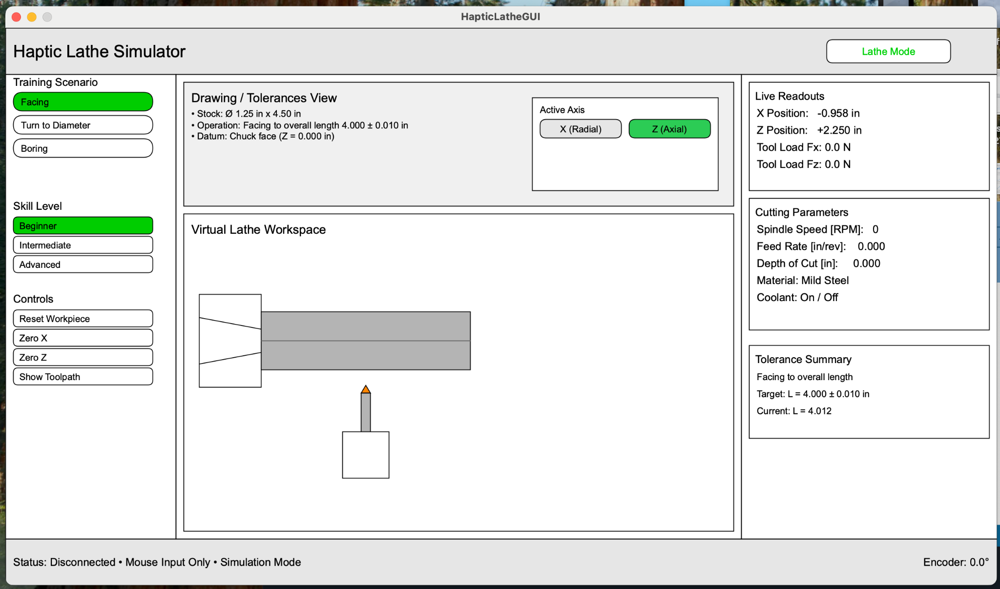 HapticLatheGUI
Haptic Lathe Simulator
Lathe Mode
Training Scenario
Facing
Turn to Diameter
Boring
Skill Level
Beginner
Intermediate
Advanced
Controls
Reset Workpiece
Zero X
Zero Z
Show Toolpath
Drawing / Tolerances View
• Stock: Ø 1.25 in x 4.50 in
• Operation: Facing to overall length 4.000 ± 0.010 in
• Datum: Chuck face (Z = 0.000 in)
Active Axis
X (Radial)
Z (Axial)
Virtual Lathe Workspace
Live Readouts
X Position: -0.958 in
Z Position: +2.250 in
Tool Load Fx: 0.0 N
Tool Load Fz: 0.0 N
Cutting Parameters
Spindle Speed [RPM]: 0
Feed Rate [in/rev]: 0.000
Depth of Cut [in]: 0.000
Material: Mild Steel
Coolant: On / Off
Tolerance Summary
Facing to overall length
Target: L = 4.000 ± 0.010 in
Current: L = 4.012
Status: Disconnected • Mouse Input Only • Simulation Mode
Encoder: 0.0°